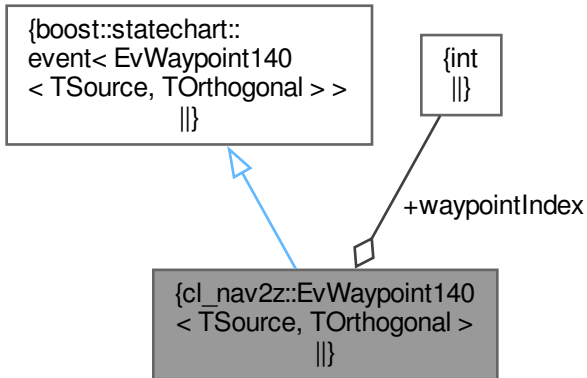 {boost::statechart::
event< EvWaypoint140
< TSource, TOrthogonal > >
||}
{int
||}
+waypointIndex
{cl_nav2z::EvWaypoint140
< TSource, TOrthogonal >
||}